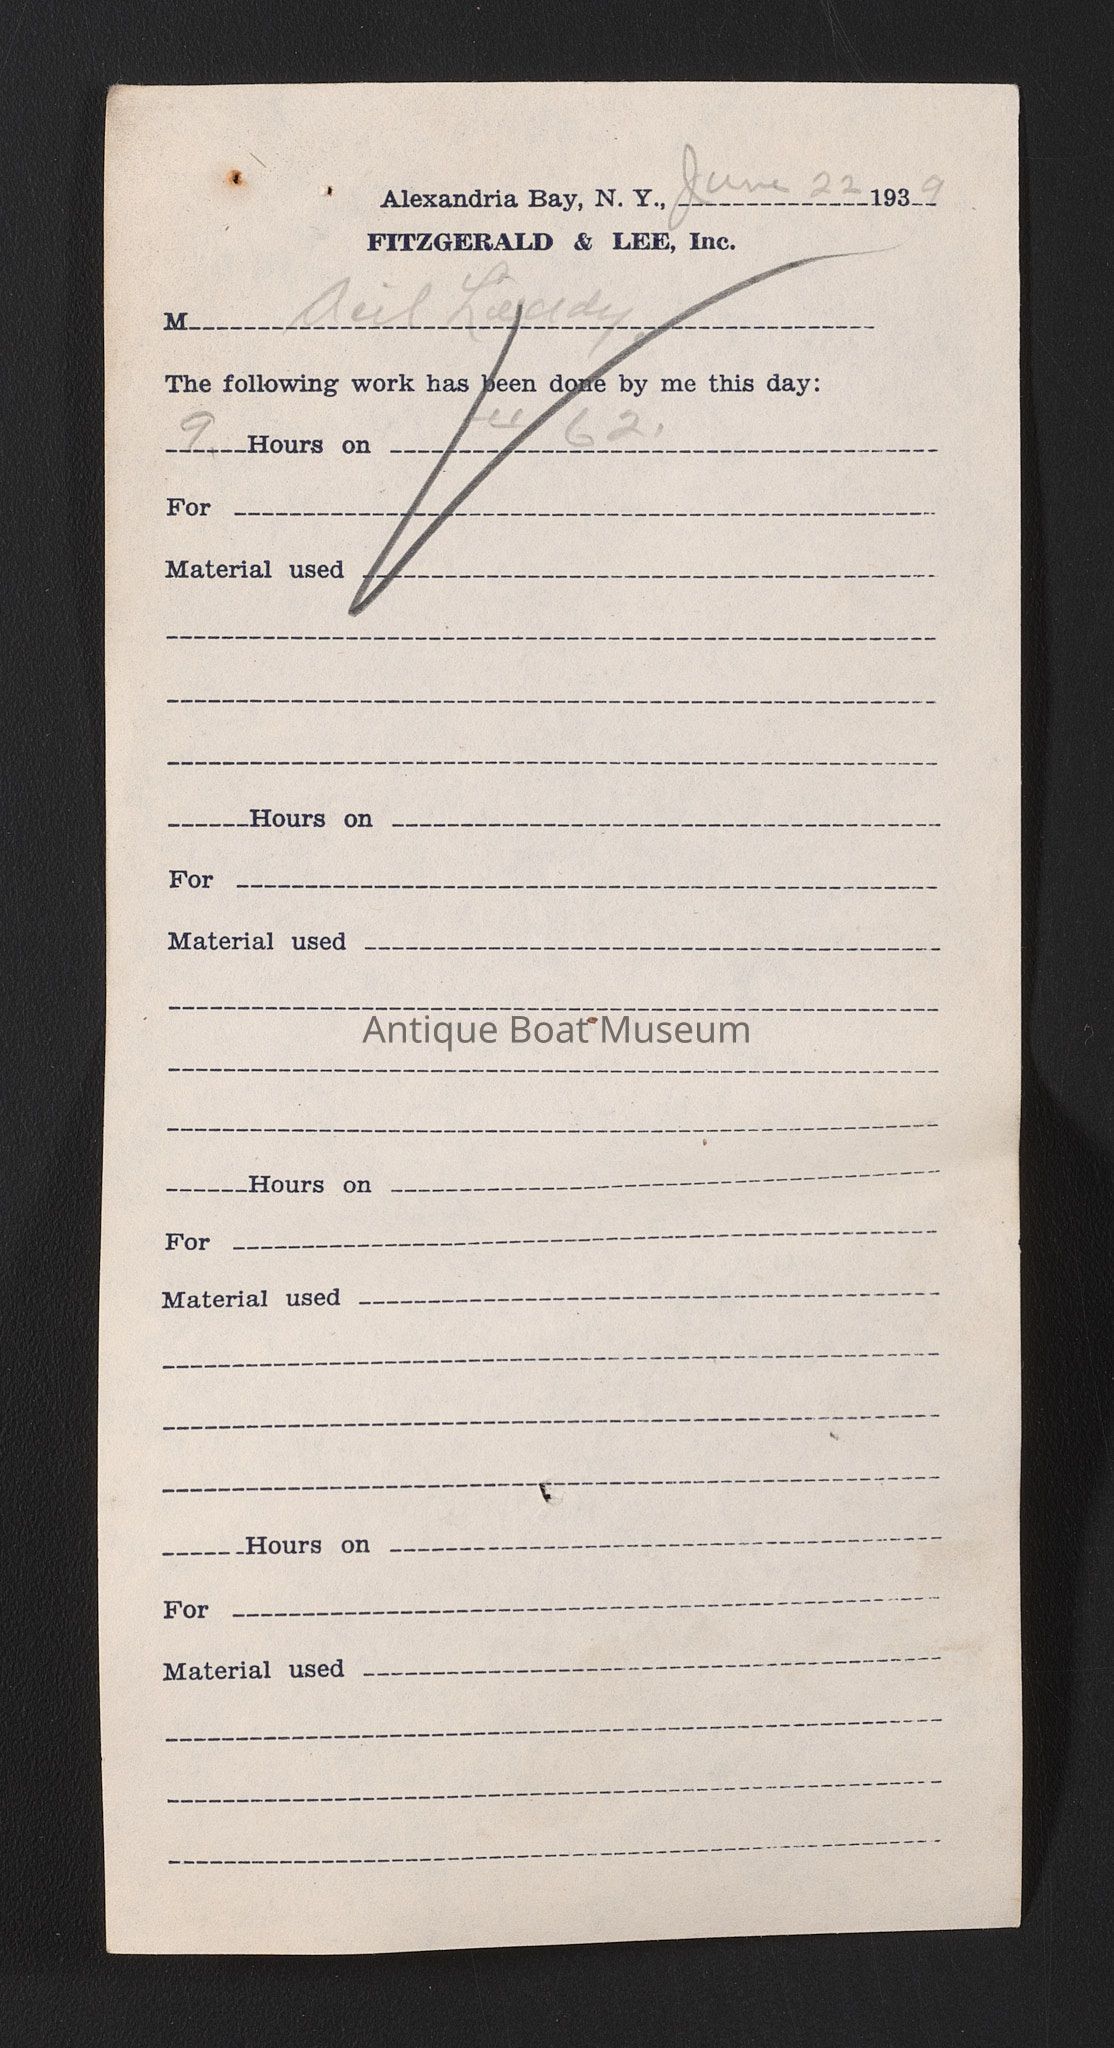 Alexandria Bay, N. Y., June 22 1939
FITZGERALD & LEE, Inc.
M
The following work has been done by me this day:
9 Hours on 62.
For
Material used
Hours on
For
Material used
Antique Boat Museum
Hours on
For
Material used
Hours on
For
Material used